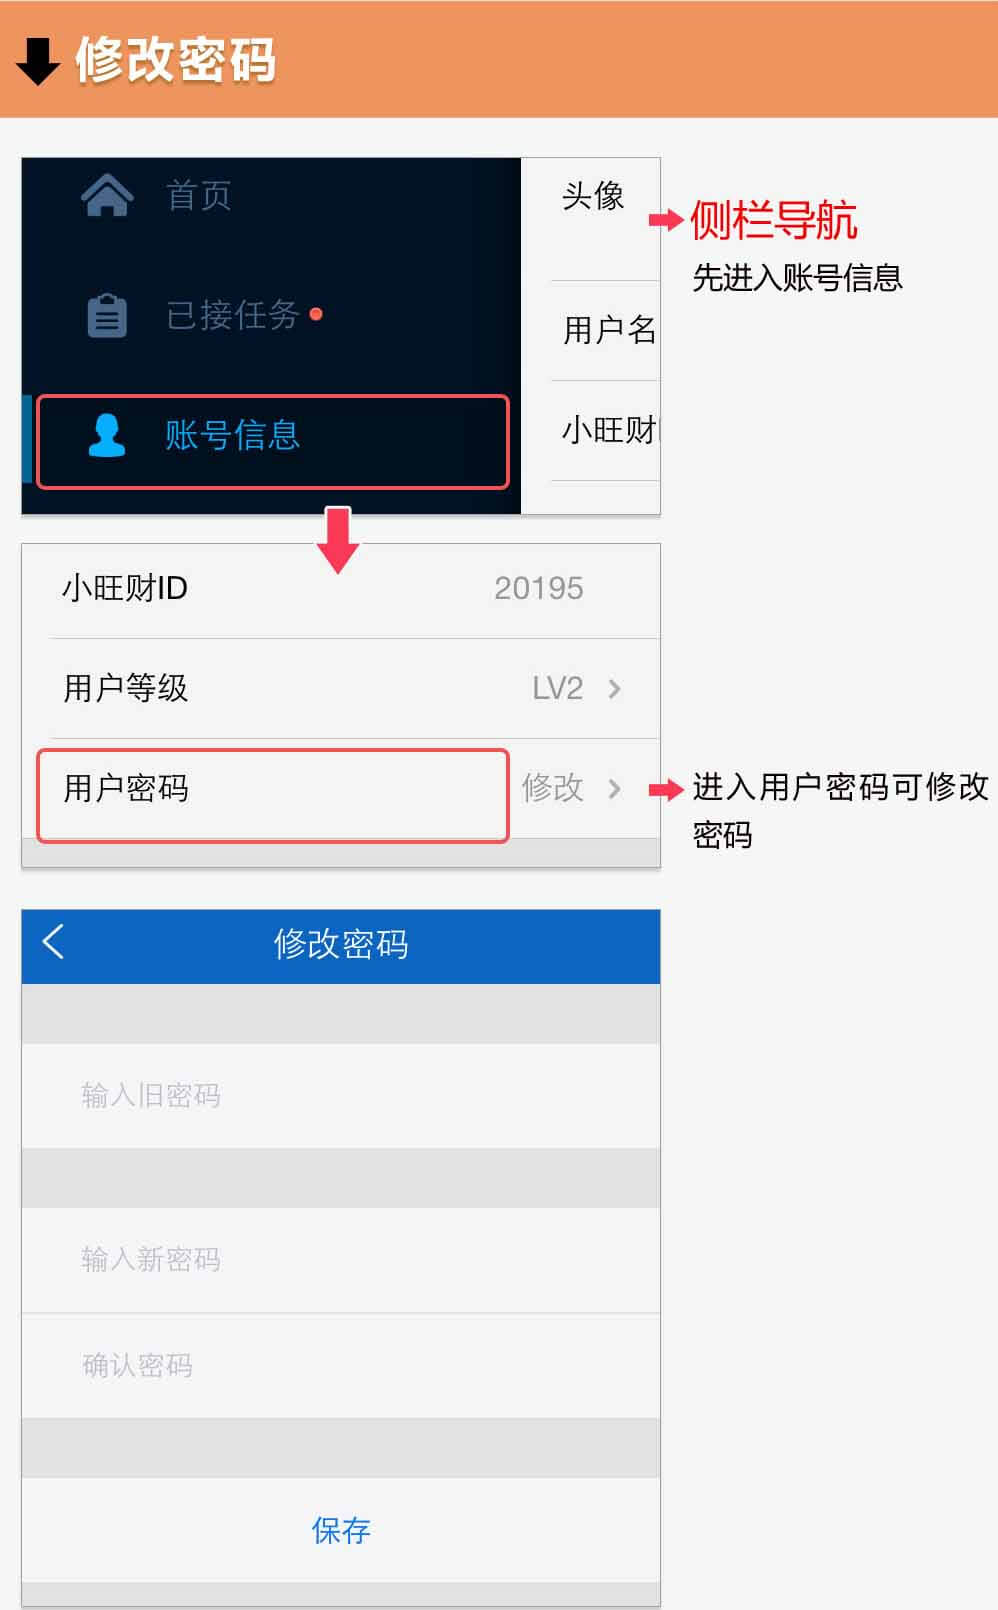 修改密码
首页
头像
侧栏导航
先进入账号信息
已接任务
用户名
账号信息
小旺财
小旺财ID
20195
用户等级
LV2
用户密码
修改
进入用户密码可修改
密码
修改密码
输入旧密码
输入新密码
确认密码
保存